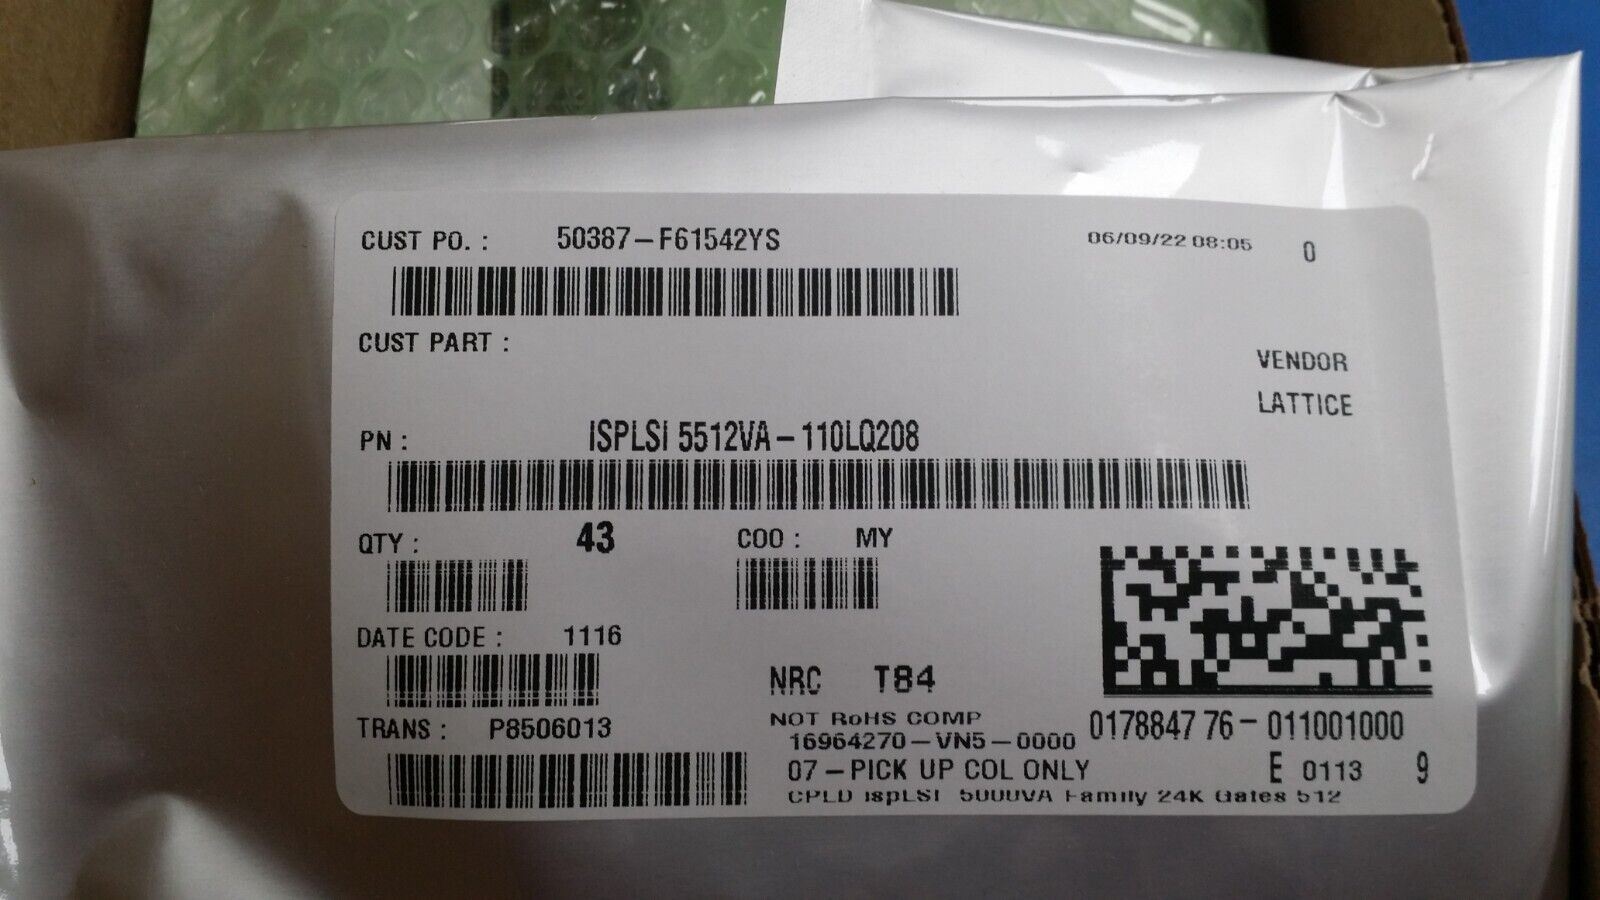 CUST PO. : 50387-F61542YS 06/09/22 08:05 0
CUST PART :
VENDOR
LATTICE
PN : ISPLSI 5512VA-110LQ208
QTY : 43 COO : MY
DATE CODE : 1116
NRC T84
TRANS : P8506013
NOT RoHS COMP
16964270-VN5-0000
0178847 76-011001000
07-PICK UP COL ONLY
E 0113 9
CPLD ispLSI 5000VA Family 24K Gates 512